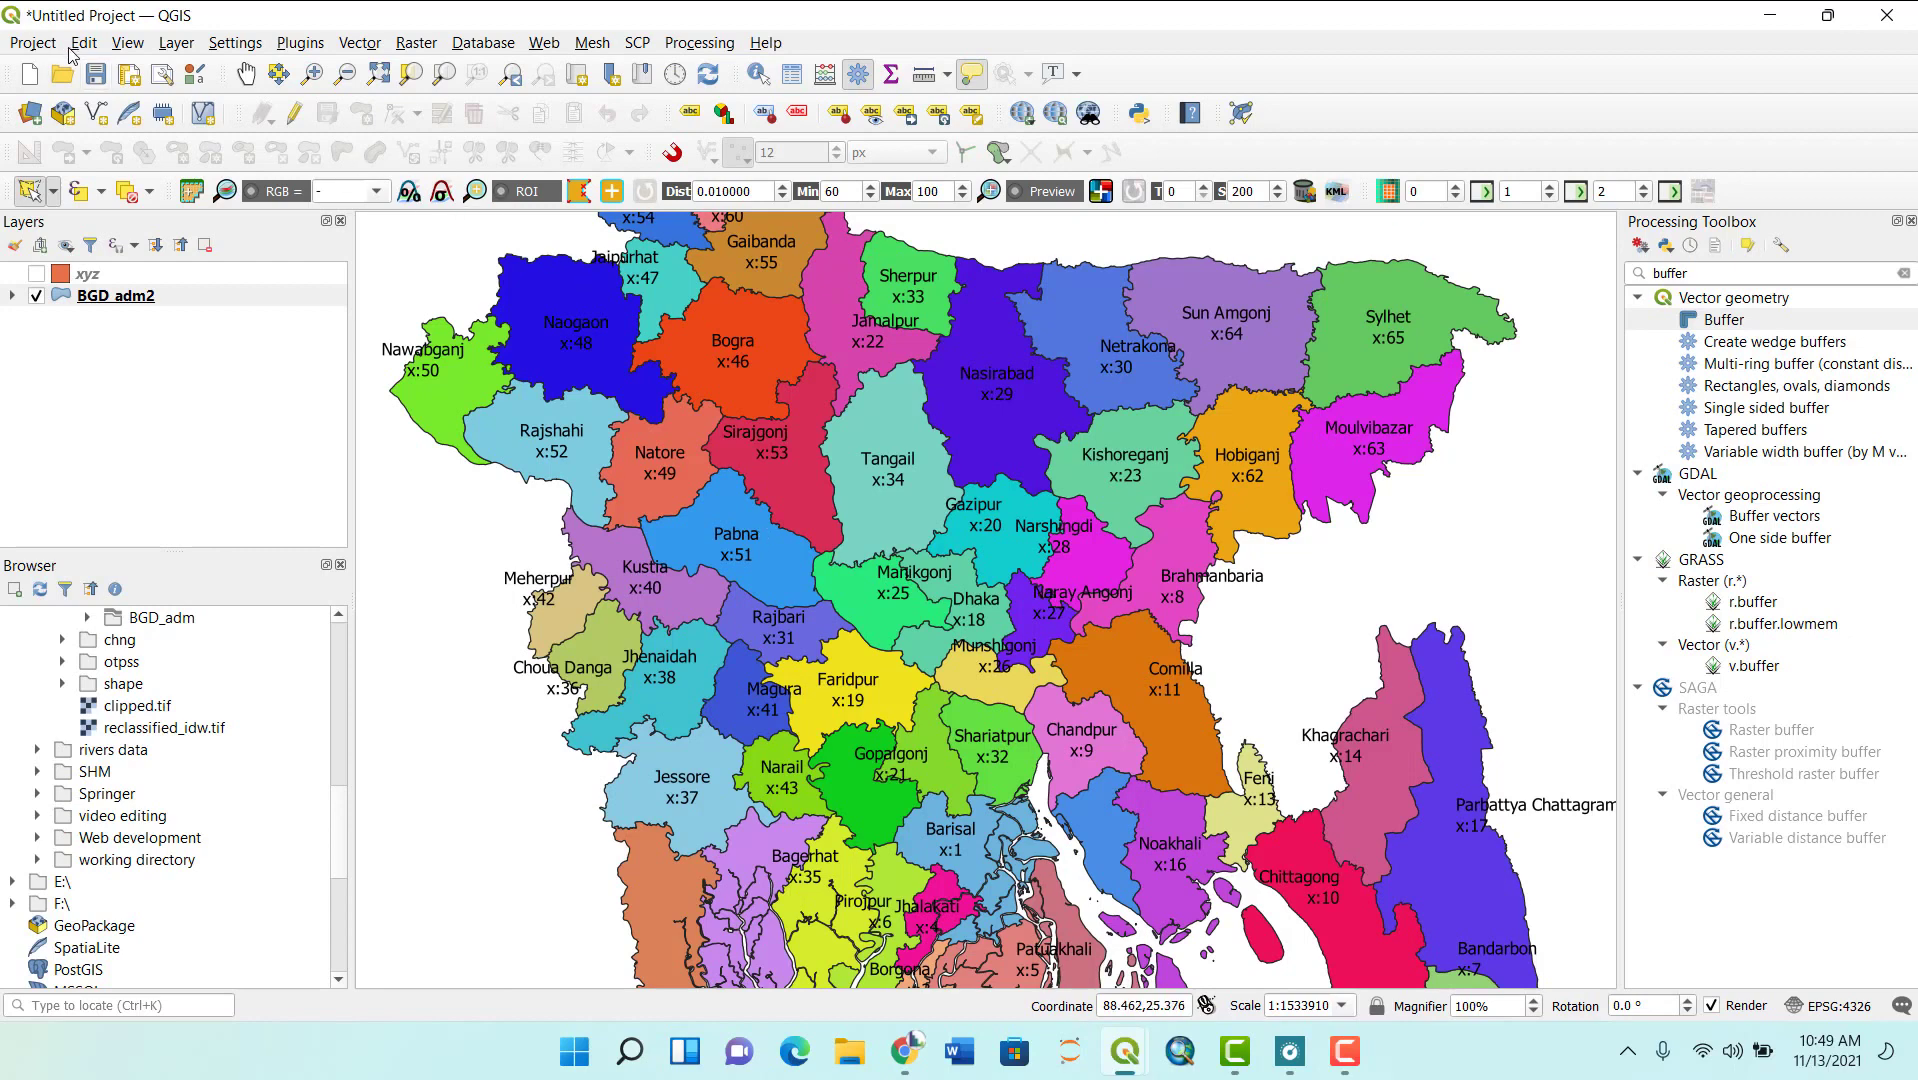 *Untitled Project — QGIS
Project Edit View Layer Settings Plugins Vector Raster Database Web Mesh SCP Processing Help
12 px
RGB = - ROI Dist 0.010000 Min 60 Max 100 Preview T 0 S 200 KML 0 1 2
Layers
xyz
BGD_adm2
Browser
BGD_adm
chng
otpss
shape
clipped.tif
reclassified_idw.tif
rivers data
SHM
Springer
video editing
Web development
working directory
E:\
F:\
GeoPackage
SpatiaLite
PostGIS
x:54
x:60
Gaibanda
x:55
Jaipurhat
x:47
Sherpur
x:33
Jamalpur
x:22
Naogaon
x:48
Bogra
x:46
Nawabganj
x:50
Nasirabad
x:29
Netrakona
x:30
Sun Amgonj
x:64
Sylhet
x:65
Rajshahi
x:52
Natore
x:49
Sirajgonj
x:53
Tangail
x:34
Kishoreganj
x:23
Hobiganj
x:62
Moulvibazar
x:63
Pabna
x:51
Gazipur
x:20
Narshingdi
x:28
Meherpur
x:42
Kustia
x:40
Manikgonj
x:25
Dhaka
x:18
Naray Angonj
x:27
Brahmanbaria
x:8
Rajbari
x:31
Munshigonj
x:26
Choua Danga
x:36
Jhenaidah
x:38
Magura
x:41
Faridpur
x:19
Comilla
x:11
Jessore
x:37
Narail
x:43
Gopalgonj
x:21
Shariatpur
x:32
Chandpur
x:9
Khagrachari
x:14
Feni
x:13
Parbattya Chattagram
x:17
Bagerhat
x:35
Barisal
x:1
Noakhali
x:16
Chittagong
x:10
Pirojpur
x:6
Jhalakati
x:4
Borgona
Patuakhali
x:5
Bandarbon
x:7
Processing Toolbox
buffer
Vector geometry
Buffer
Create wedge buffers
Multi-ring buffer (constant dis...
Rectangles, ovals, diamonds
Single sided buffer
Tapered buffers
Variable width buffer (by M v...
GDAL
Vector geoprocessing
Buffer vectors
One side buffer
GRASS
Raster (r.*)
r.buffer
r.buffer.lowmem
Vector (v.*)
v.buffer
SAGA
Raster tools
Raster buffer
Raster proximity buffer
Threshold raster buffer
Vector general
Fixed distance buffer
Variable distance buffer
Type to locate (Ctrl+K)
Coordinate 88.462,25.376 Scale 1:1533910 Magnifier 100% Rotation 0.0 ° Render EPSG:4326
10:49 AM
11/13/2021